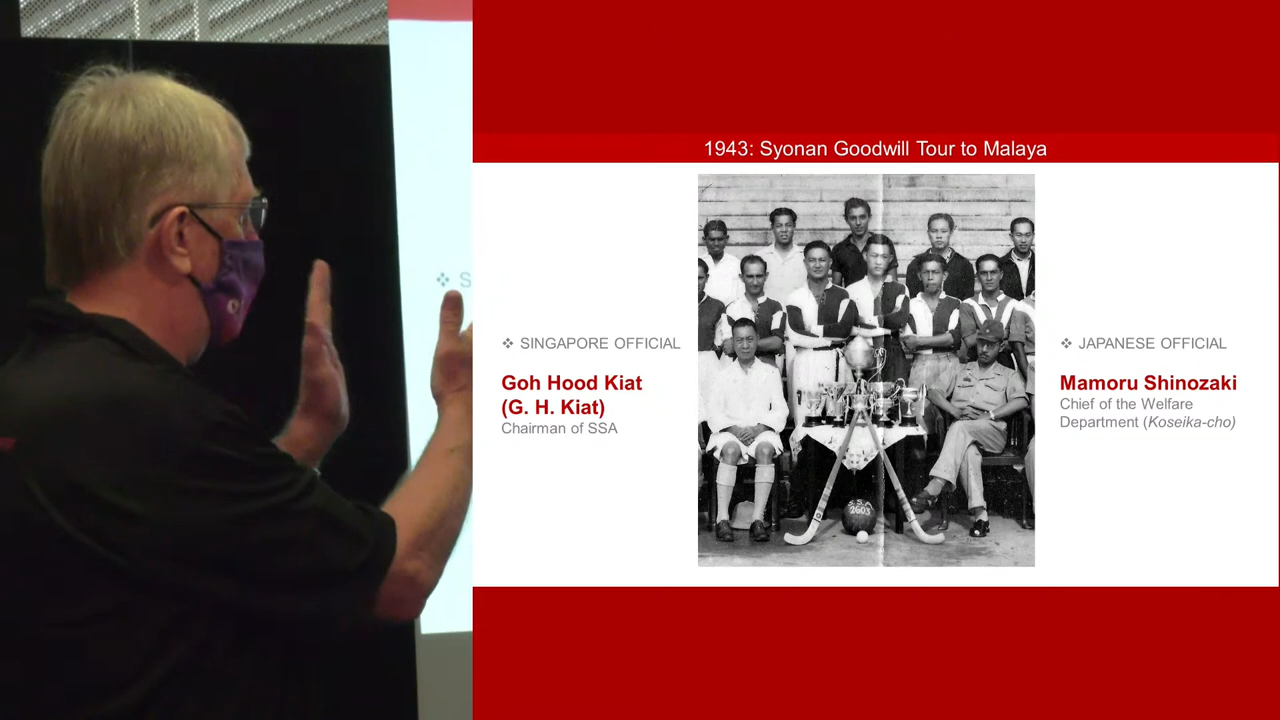 1943: Syonan Goodwill Tour to Malaya
❖ S
❖ SINGAPORE OFFICIAL
Goh Hood Kiat
(G. H. Kiat)
Chairman of SSA
S.S.A
2603
❖ JAPANESE OFFICIAL
Mamoru Shinozaki
Chief of the Welfare
Department (Koseika-cho)